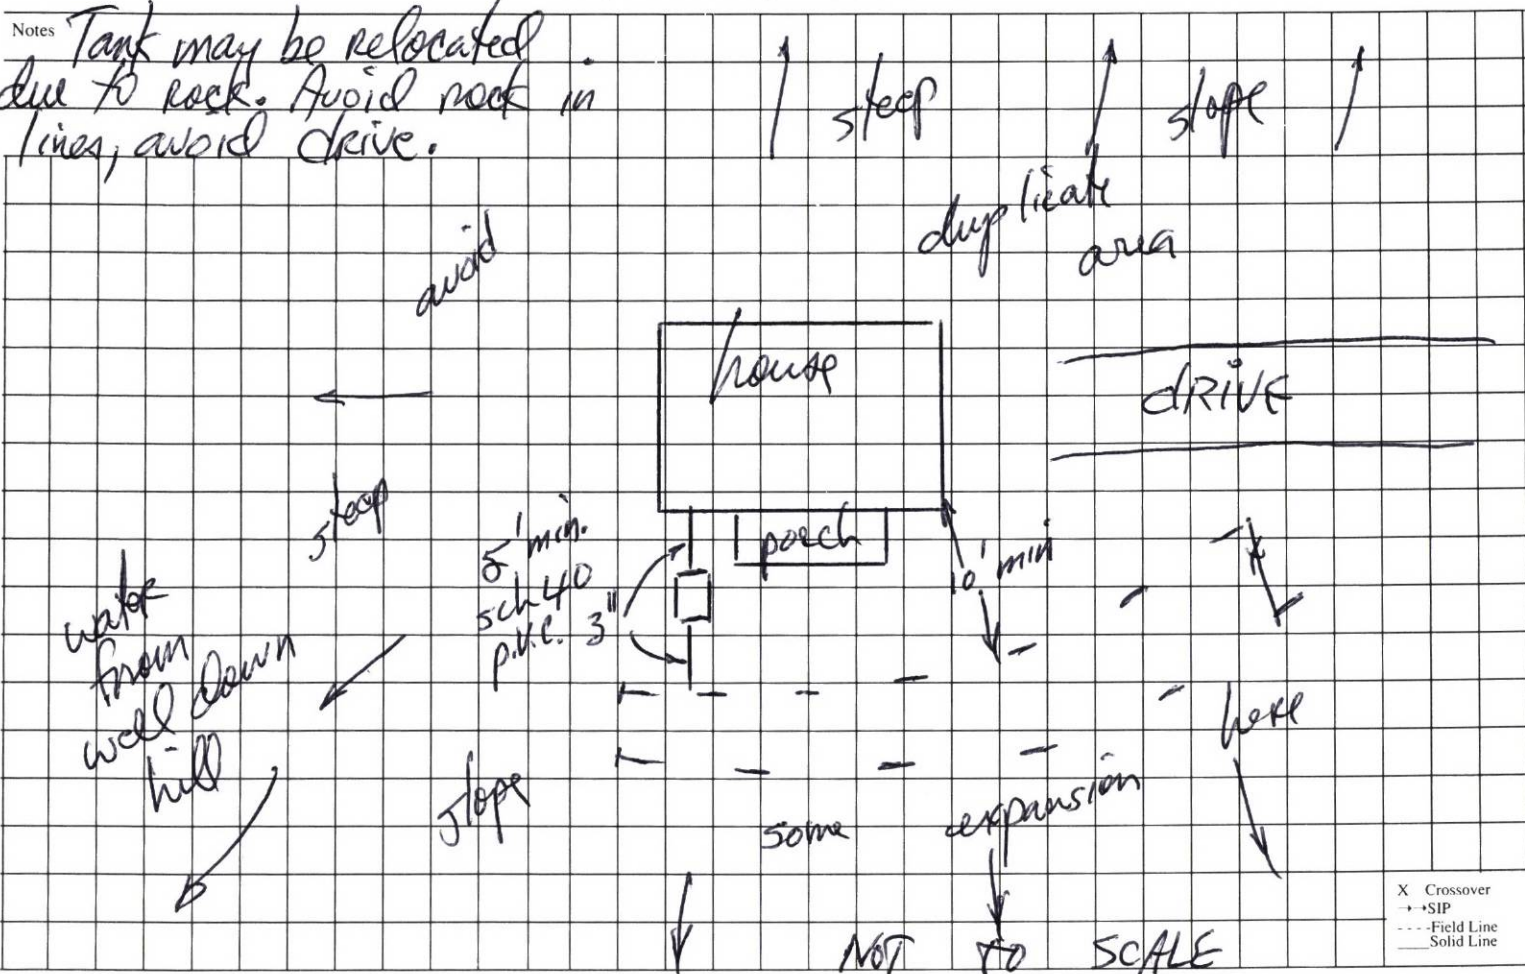 Notes Tank may be relocated
due to rock. Avoid rock in
lines, avoid drive.
steep slope
duplicate
area
avoid
house
DRIVE
steep
5' min.
sch 40
p.v.c. 3"
porch
10' min
water
from
well down
hill
slope
here
some expansion
NOT TO SCALE
X Crossover
SIP
Field Line
Solid Line